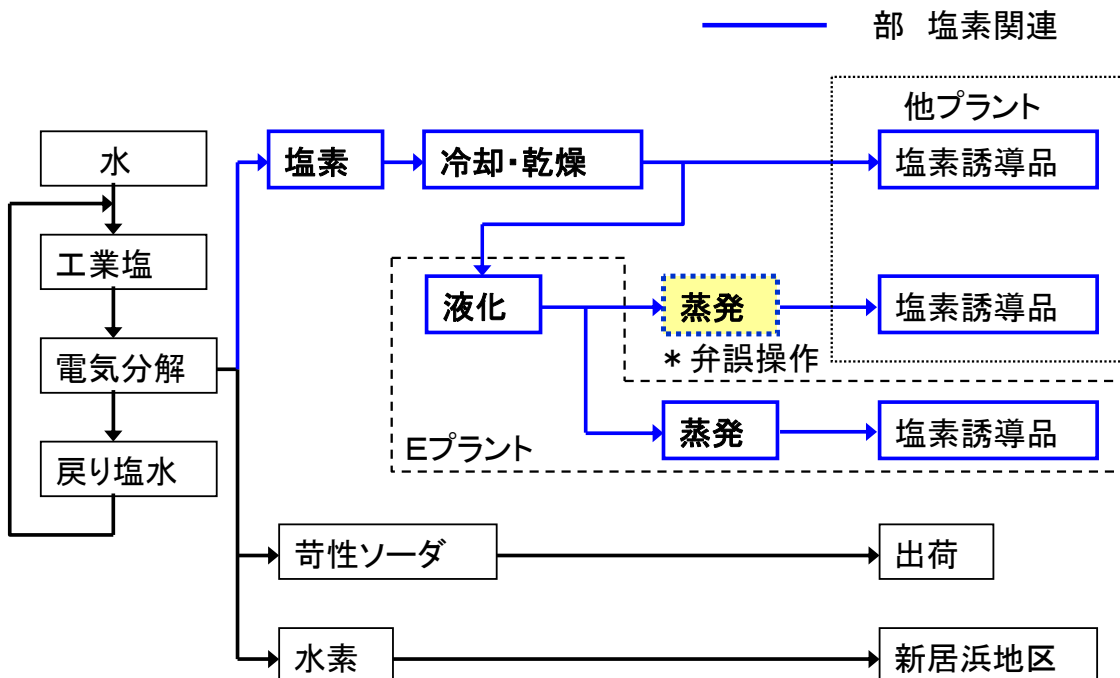 部 塩素関連
他プラント
水
塩素
冷却・乾燥
塩素誘導品
工業塩
液化
蒸発
塩素誘導品
＊弁誤操作
電気分解
蒸発
塩素誘導品
Eプラント
戻り塩水
苛性ソーダ
出荷
水素
新居浜地区